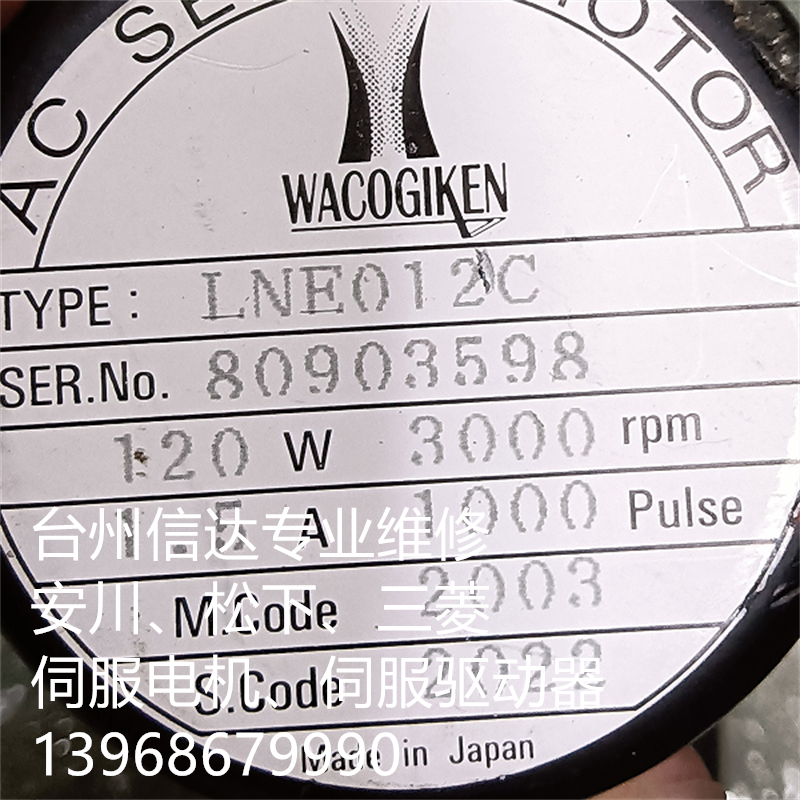 AC SE MOTOR
WACOGIKEN
TYPE: LNE012C
SER.No. 80903598
120 W 3000 rpm
A 1000 Pulse
M.Code 2003
S.Code
Made in Japan
台州信达专业维修
安川、松下、三菱
伺服电机、伺服驱动器
13968679990